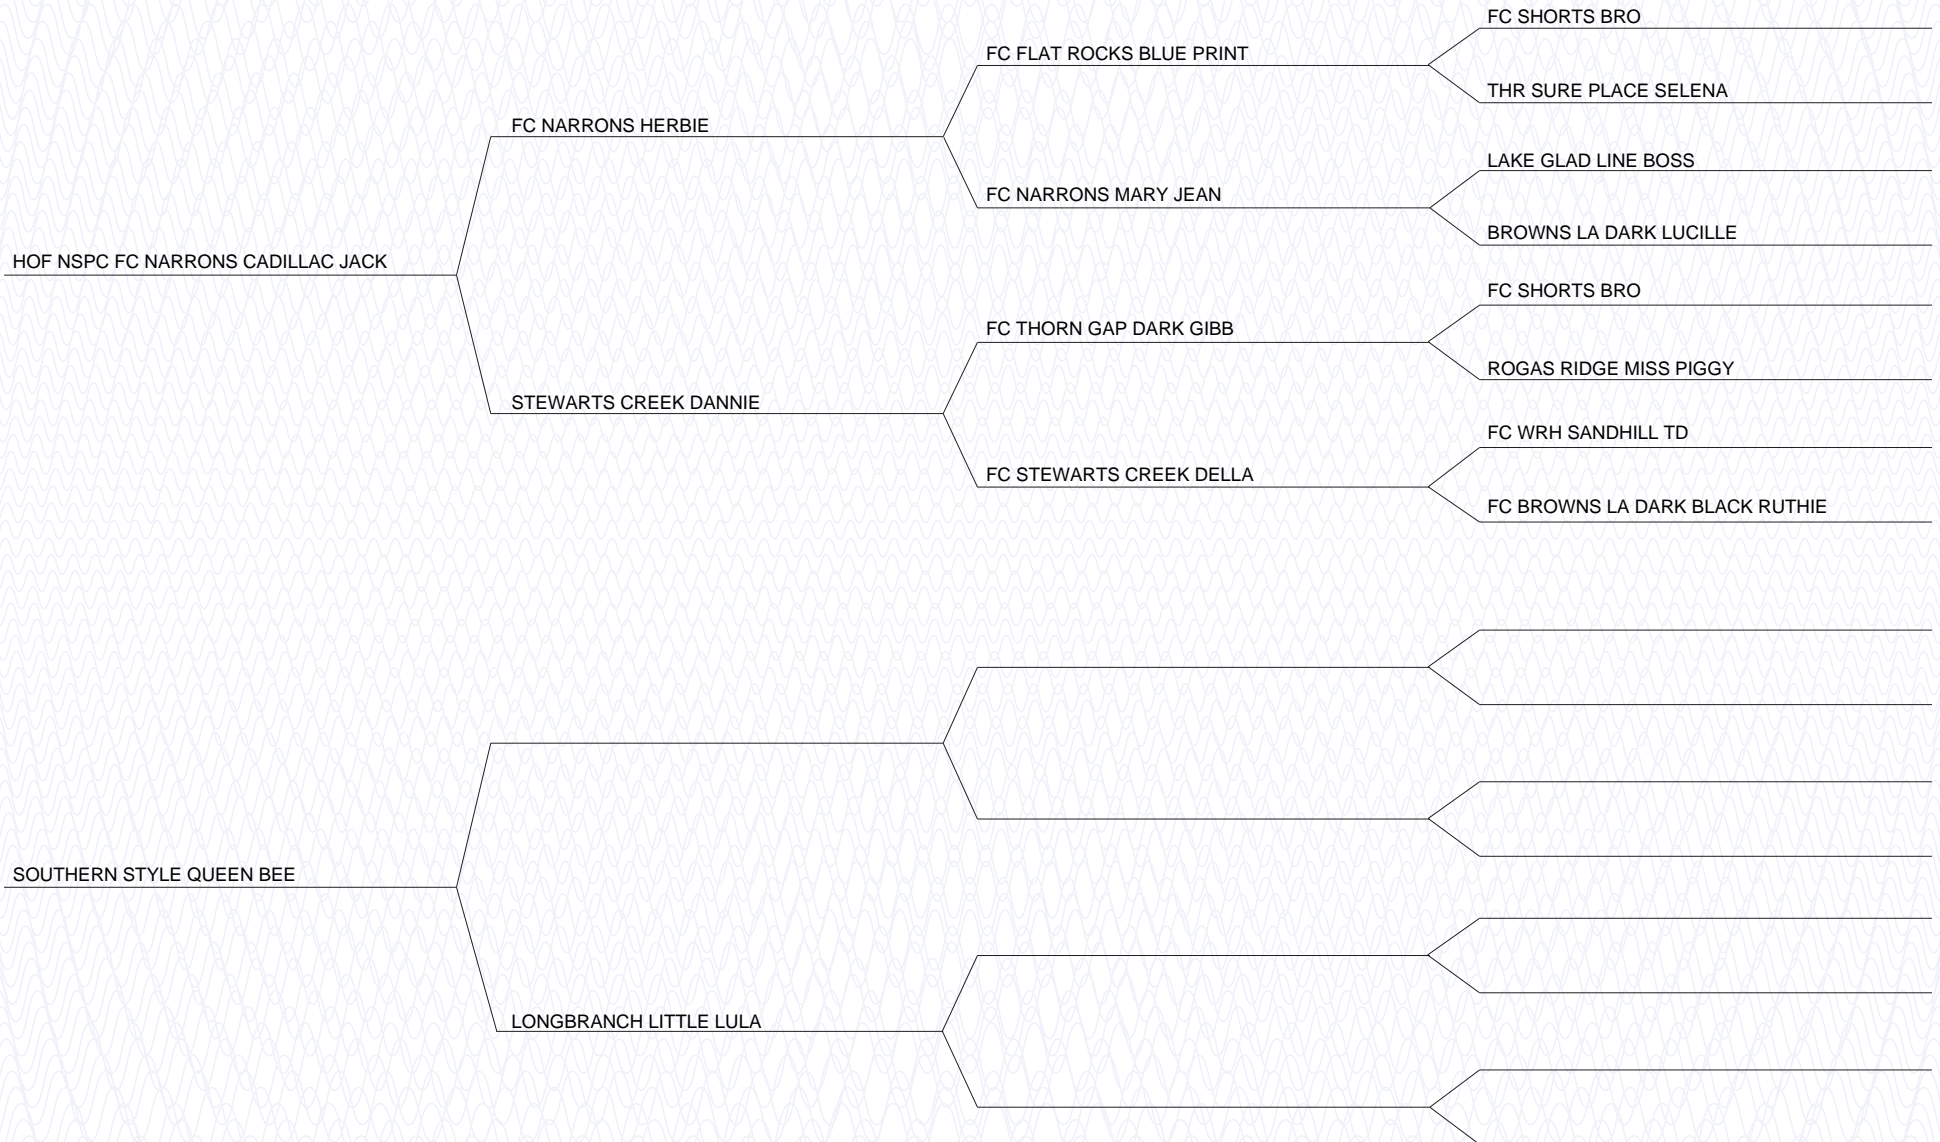 FC SHORTS BRO
FC FLAT ROCKS BLUE PRINT
THR SURE PLACE SELENA
FC NARRONS HERBIE
LAKE GLAD LINE BOSS
FC NARRONS MARY JEAN
BROWNS LA DARK LUCILLE
HOF NSPC FC NARRONS CADILLAC JACK
FC SHORTS BRO
FC THORN GAP DARK GIBB
ROGAS RIDGE MISS PIGGY
STEWARTS CREEK DANNIE
FC WRH SANDHILL TD
FC STEWARTS CREEK DELLA
FC BROWNS LA DARK BLACK RUTHIE
SOUTHERN STYLE QUEEN BEE
LONGBRANCH LITTLE LULA